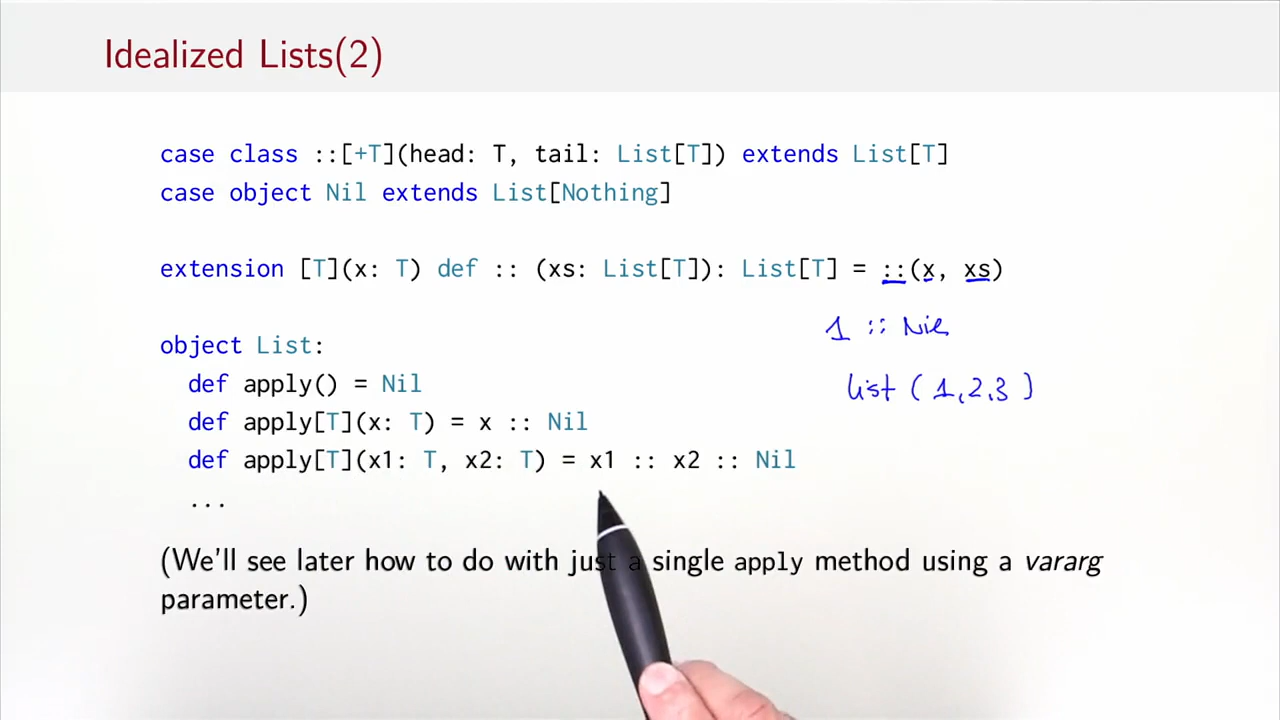 Idealized Lists(2)
case class ::[+T](head: T, tail: List[T]) extends List[T]
case object Nil extends List[Nothing]
extension [T](x: T) def :: (xs: List[T]): List[T] = ::(x, xs)
1 :: Nil
object List:
def apply() = Nil
list ( 1,2,3 )
def apply[T](x: T) = x :: Nil
def apply[T](x1: T, x2: T) = x1 :: x2 :: Nil
...
(We'll see later how to do with just a single apply method using a vararg
parameter.)